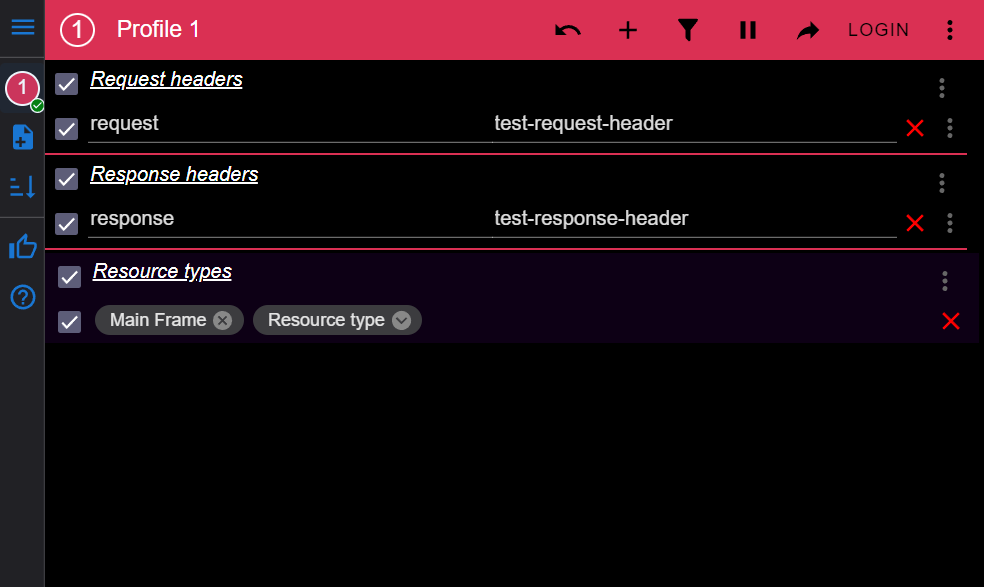 1 Profile 1 LOGIN
1
Request headers
request test-request-header
Response headers
response test-response-header
Resource types
Main Frame Resource type